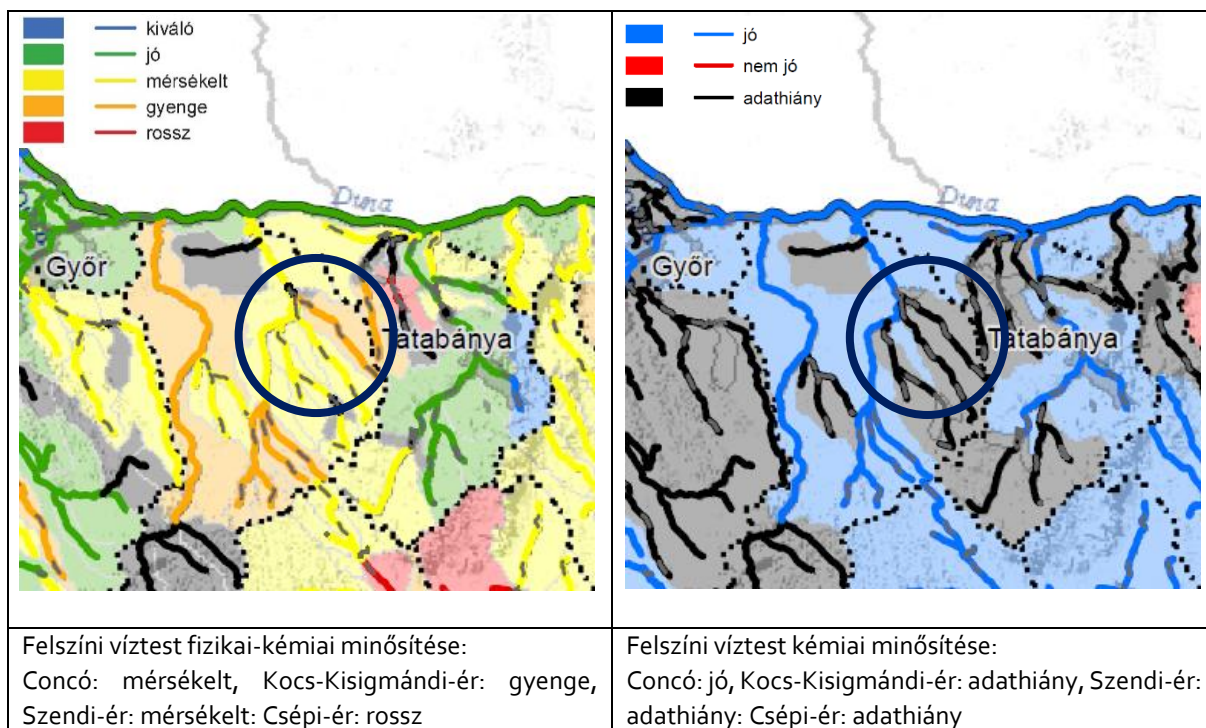 kiváló
jó
mérsékelt
gyenge
rossz
Duna
Győr
Tatabánya
Felszíni víztest fizikai-kémiai minősítése:
Concó: mérsékelt, Kocs-Kisigmándi-ér: gyenge,
Szendi-ér: mérsékelt: Csépi-ér: rossz
jó
nem jó
adathiány
Duna
Győr
Tatabánya
Felszíni víztest kémiai minősítése:
Concó: jó, Kocs-Kisigmándi-ér: adathiány, Szendi-ér:
adathiány: Csépi-ér: adathiány